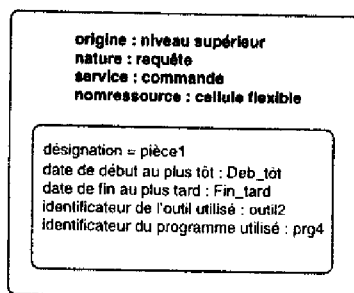 origine : niveau supérieur
nature : requête
service : commande
nomressource : cellule flexible
désignation = pièce1
date de début au plus tôt : Deb_tôt
date de fin au plus tard : Fin_tard
identificateur de l'outil utilisé : outil2
identificateur du programme utilisé : prg4